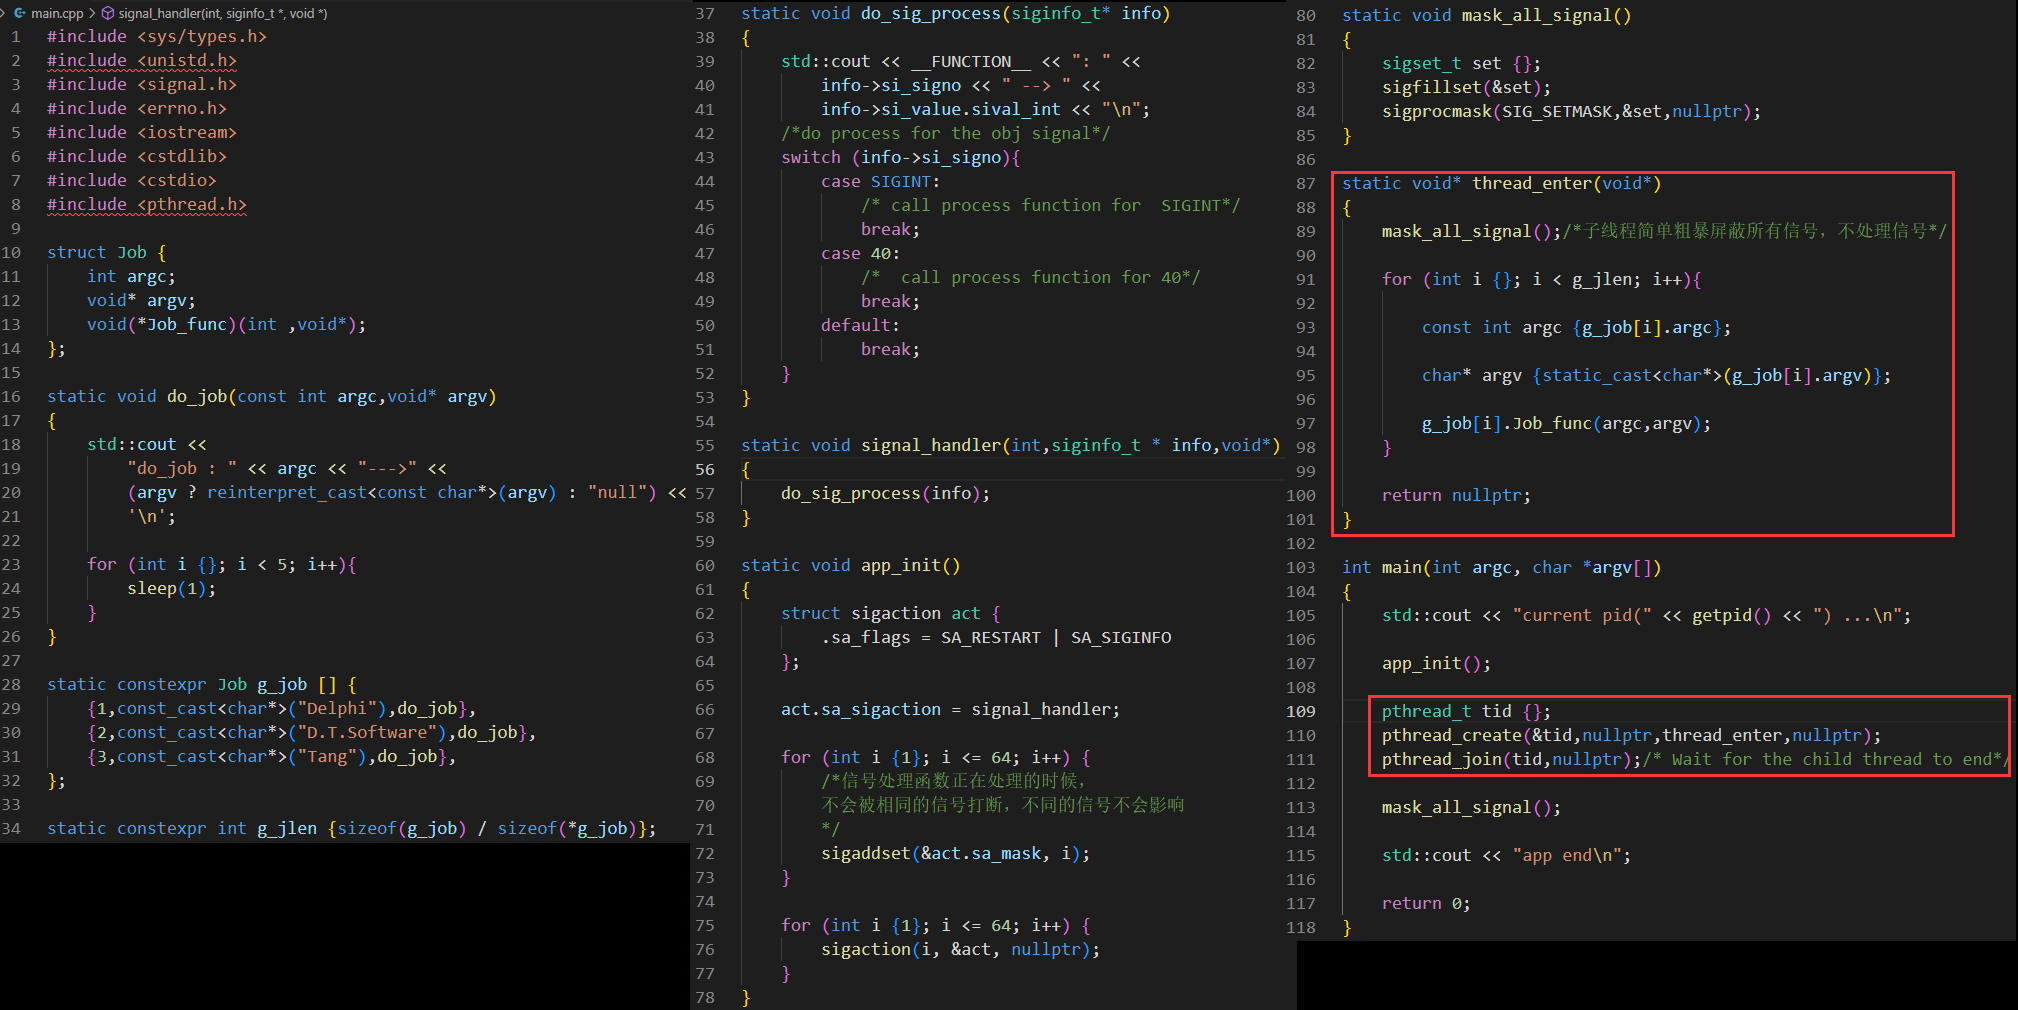 main.cpp > signal_handler(int, siginfo_t *, void *)
1 #include <sys/types.h>
2 #include <unistd.h>
3 #include <signal.h>
4 #include <errno.h>
5 #include <iostream>
6 #include <cstdlib>
7 #include <cstdio>
8 #include <pthread.h>
9
10 struct Job {
11     int argc;
12     void* argv;
13     void(*Job_func)(int ,void*);
14 };
15
16 static void do_job(const int argc,void* argv)
17 {
18     std::cout <<
19         "do_job : " << argc << "--->" <<
20         (argv ? reinterpret_cast<const char*>(argv) : "null") <<
21         '\n';
22
23     for (int i {}; i < 5; i++){
24         sleep(1);
25     }
26 }
27
28 static constexpr Job g_job [] {
29     {1,const_cast<char*>("Delphi"),do_job},
30     {2,const_cast<char*>("D.T.Software"),do_job},
31     {3,const_cast<char*>("Tang"),do_job},
32 };
33
34 static constexpr int g_jlen {sizeof(g_job) / sizeof(*g_job)};
37 static void do_sig_process(siginfo_t* info)
38 {
39     std::cout << __FUNCTION__ << ": " <<
40         info->si_signo << " --> " <<
41         info->si_value.sival_int << "\n";
42     /*do process for the obj signal*/
43     switch (info->si_signo){
44         case SIGINT:
45             /* call process function for  SIGINT*/
46             break;
47         case 40:
48             /*  call process function for 40*/
49             break;
50         default:
51             break;
52     }
53 }
54
55 static void signal_handler(int,siginfo_t * info,void*)
56 {
57     do_sig_process(info);
58 }
59
60 static void app_init()
61 {
62     struct sigaction act {
63         .sa_flags = SA_RESTART | SA_SIGINFO
64     };
65
66     act.sa_sigaction = signal_handler;
67
68     for (int i {1}; i <= 64; i++) {
69         /*信号处理函数正在处理的时候,
70         不会被相同的信号打断, 不同的信号不会影响
71         */
72         sigaddset(&act.sa_mask, i);
73     }
74
75     for (int i {1}; i <= 64; i++) {
76         sigaction(i, &act, nullptr);
77     }
78 }
80 static void mask_all_signal()
81 {
82     sigset_t set {};
83     sigfillset(&set);
84     sigprocmask(SIG_SETMASK,&set,nullptr);
85 }
86
87 static void* thread_enter(void*)
88 {
89     mask_all_signal();/*子线程简单粗暴屏蔽所有信号, 不处理信号*/
90
91     for (int i {}; i < g_jlen; i++){
92
93         const int argc {g_job[i].argc};
94
95         char* argv {static_cast<char*>(g_job[i].argv)};
96
97         g_job[i].Job_func(argc,argv);
98     }
99
100     return nullptr;
101 }
102
103 int main(int argc, char *argv[])
104 {
105     std::cout << "current pid(" << getpid() << ") ...\n";
106
107     app_init();
108
109     pthread_t tid {};
110     pthread_create(&tid,nullptr,thread_enter,nullptr);
111     pthread_join(tid,nullptr);/* Wait for the child thread to end*/
112
113     mask_all_signal();
114
115     std::cout << "app end\n";
116
117     return 0;
118 }